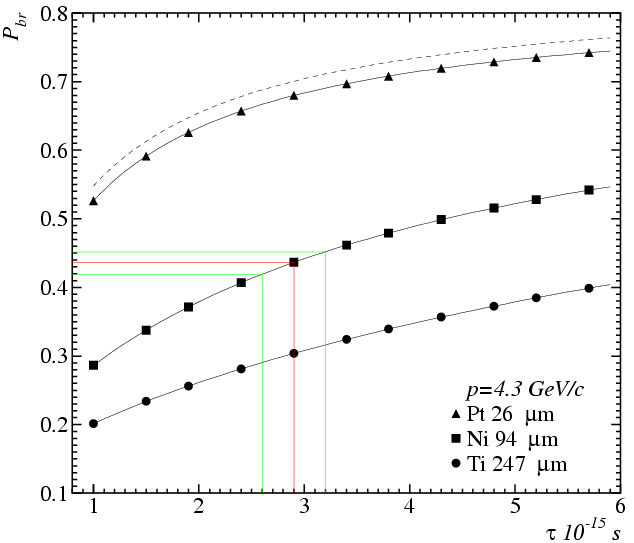 P_br
0.8
0.7
0.6
0.5
0.4
0.3
0.2
0.1
p=4.3 GeV/c
Pt 26 μm
Ni 94 μm
Ti 247 μm
1 2 3 4 5 6
τ 10^-15 s